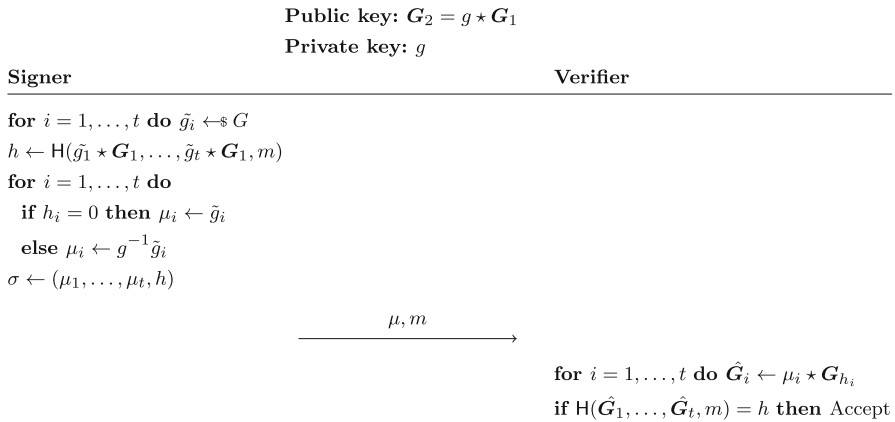 Public key: G₂ = g ⋆ G₁
Private key: g
Signer Verifier
for i = 1, . . . , t do g̃ᵢ ←$ G
h ← H(g̃₁ ⋆ G₁, . . . , g̃ₜ ⋆ G₁, m)
for i = 1, . . . , t do
if hᵢ = 0 then μᵢ ← g̃ᵢ
else μᵢ ← g⁻¹g̃ᵢ
σ ← (μ₁, . . . , μₜ, h)
μ, m
for i = 1, . . . , t do Ĝᵢ ← μᵢ ⋆ G_{hᵢ}
if H(Ĝ₁, . . . , Ĝₜ, m) = h then Accept